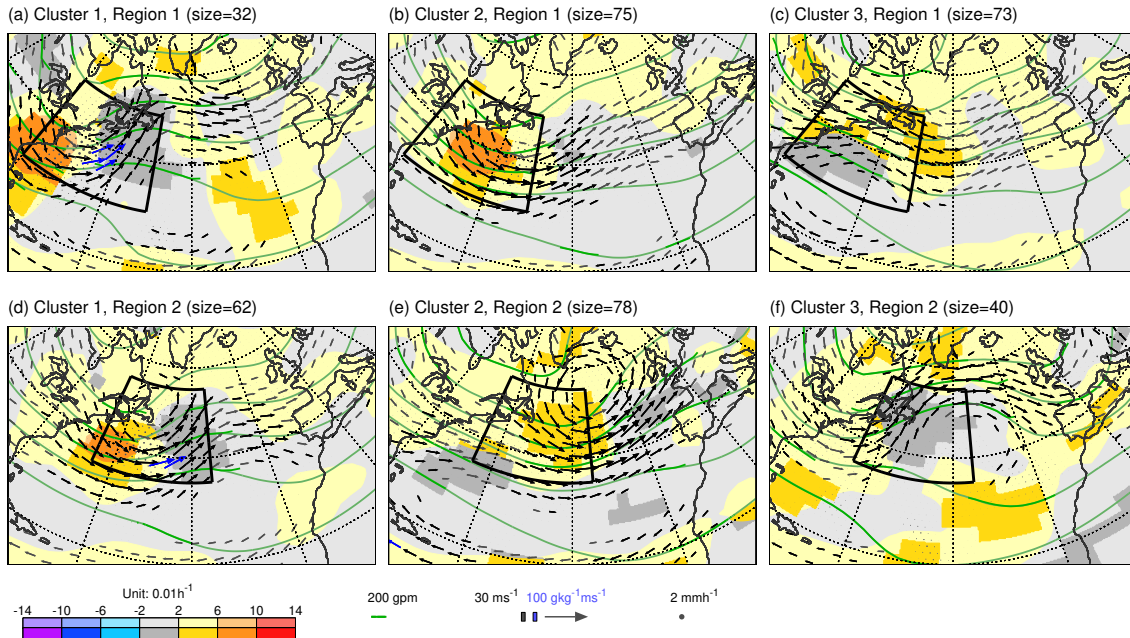 (a) Cluster 1, Region 1 (size=32)
(b) Cluster 2, Region 1 (size=75)
(c) Cluster 3, Region 1 (size=73)
(d) Cluster 1, Region 2 (size=62)
(e) Cluster 2, Region 2 (size=78)
(f) Cluster 3, Region 2 (size=40)
Unit: 0.01h-1
-14 -10 -6 -2 2 6 10 14
200 gpm
30 ms-1 100 gkg-1ms-1
2 mmh-1